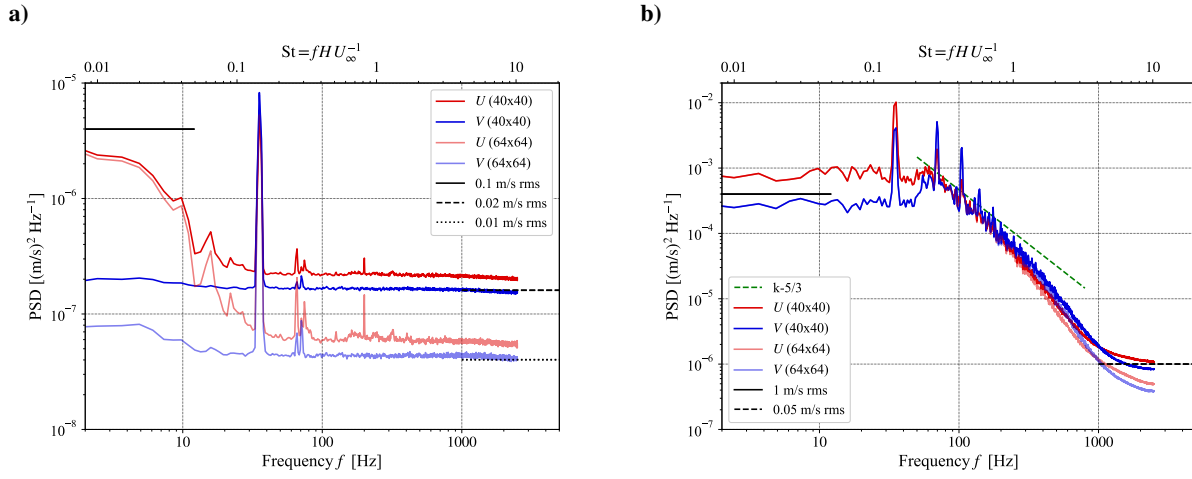 a)
St = fHU∞⁻¹
0.01 0.1 1 10
10⁻⁵
10⁻⁶
10⁻⁷
10⁻⁸
PSD [(m/s)² Hz⁻¹]
U (40x40)
V (40x40)
U (64x64)
V (64x64)
0.1 m/s rms
0.02 m/s rms
0.01 m/s rms
10 100 1000
Frequency f [Hz]
b)
St = fHU∞⁻¹
0.01 0.1 1 10
10⁻²
10⁻³
10⁻⁴
10⁻⁵
10⁻⁶
10⁻⁷
PSD [(m/s)² Hz⁻¹]
k-5/3
U (40x40)
V (40x40)
U (64x64)
V (64x64)
1 m/s rms
0.05 m/s rms
10 100 1000
Frequency f [Hz]